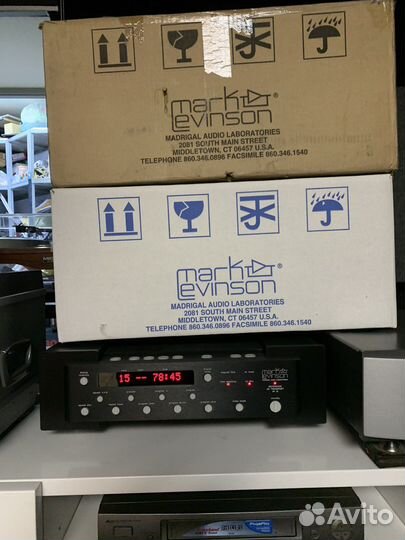 mark levinson®
MADRIGAL AUDIO LABORATORIES
2081 SOUTH MAIN STREET
MIDDLETOWN, CT 06457 U.S.A.
TELEPHONE 860.346.0896 FACSIMILE 860.346.1540
mark levinson®
MADRIGAL AUDIO LABORATORIES
2081 SOUTH MAIN STREET
MIDDLETOWN, CT 06457 U.S.A.
TELEPHONE 860.346.0896 FACSIMILE 860.346.1540
15 -- 78:45
mark levinson
Avito